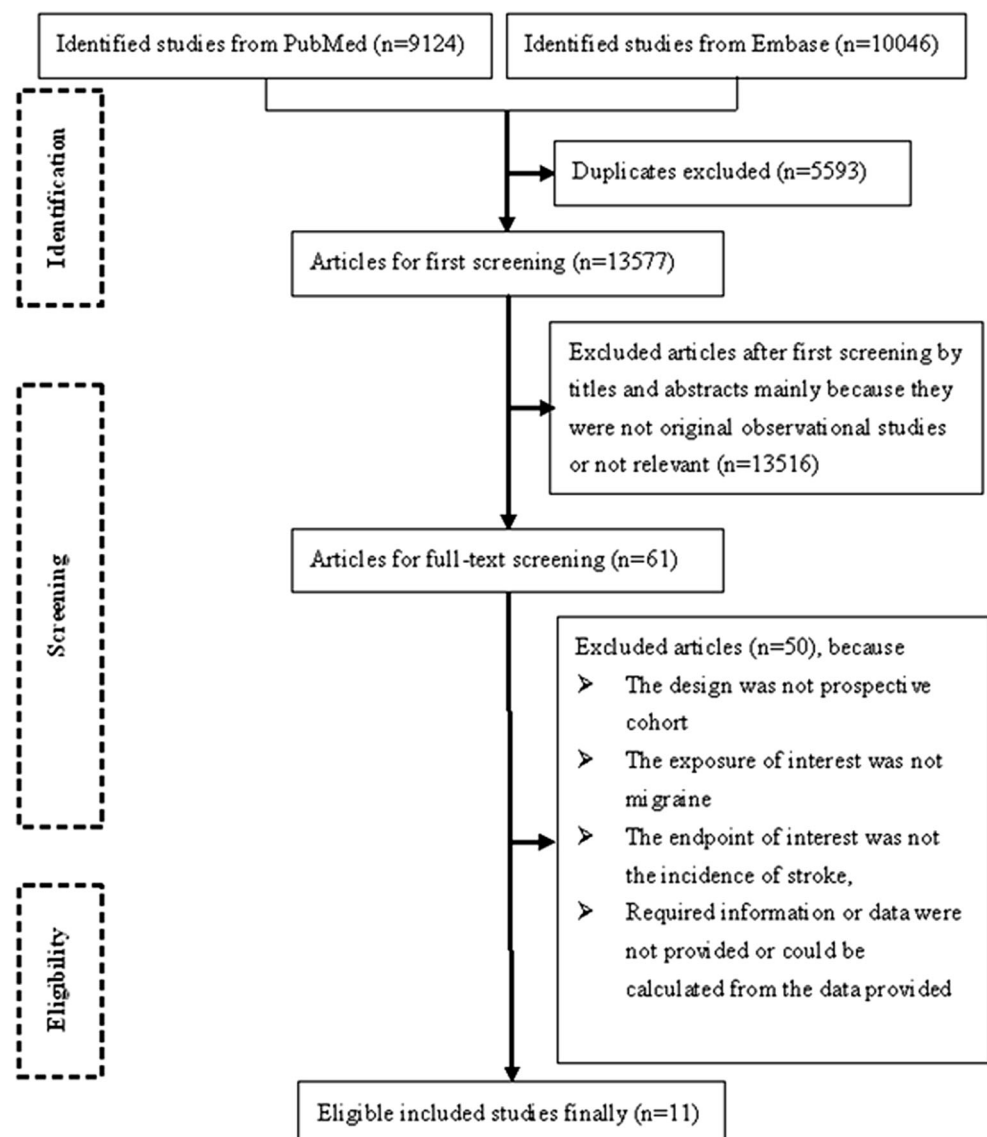 Identified studies from PubMed (n=9124)
Identified studies from Embase (n=10046)
Identification
Duplicates excluded (n=5593)
Articles for first screening (n=13577)
Excluded articles after first screening by
titles and abstracts mainly because they
were not original observational studies
or not relevant (n=13516)
Screening
Articles for full-text screening (n=61)
Excluded articles (n=50), because
➢ The design was not prospective
cohort
➢ The exposure of interest was not
migraine
➢ The endpoint of interest was not
the incidence of stroke,
➢ Required information or data were
not provided or could be
calculated from the data provided
Eligibility
Eligible included studies finally (n=11)